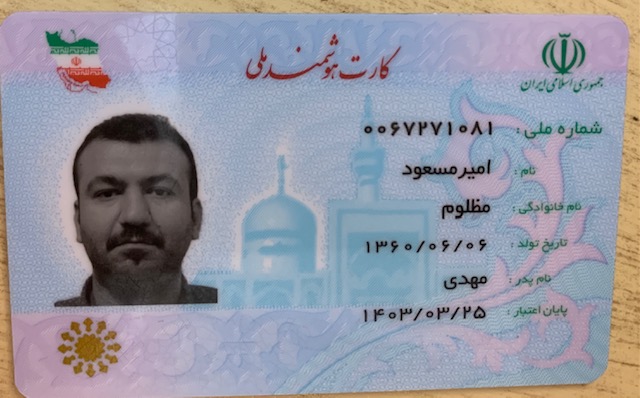 کارت هوشمند ملی
جمهوری اسلامی ایران
شماره ملی : ۰۰۶۷۲۷۱۰۸۱
نام : امیرمسعود
نام خانوادگی : مظلوم
تاریخ تولد : ۱۳۶۰/۰۶/۰۶
نام پدر : مهدی
پایان اعتبار : ۱۴۰۳/۰۳/۲۵